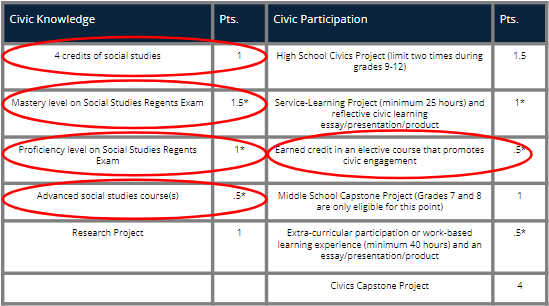 Civic Knowledge Pts. Civic Participation Pts.
4 credits of social studies 1 High School Civics Project (limit two times during
grades 9-12) 1.5
Mastery level on Social Studies Regents Exam 1.5* Service-Learning Project (minimum 25 hours) and
reflective civic learning
essay/presentation/product 1*
Proficiency level on Social Studies Regents
Exam 1* Earned credit in an elective course that promotes
civic engagement .5*
Advanced social studies course(s) .5* Middle School Capstone Project (Grades 7 and 8
are only eligible for this point) 1
Research Project 1 Extra-curricular participation or work-based
learning experience (minimum 40 hours) and an
essay/presentation/product .5*
Civics Capstone Project 4